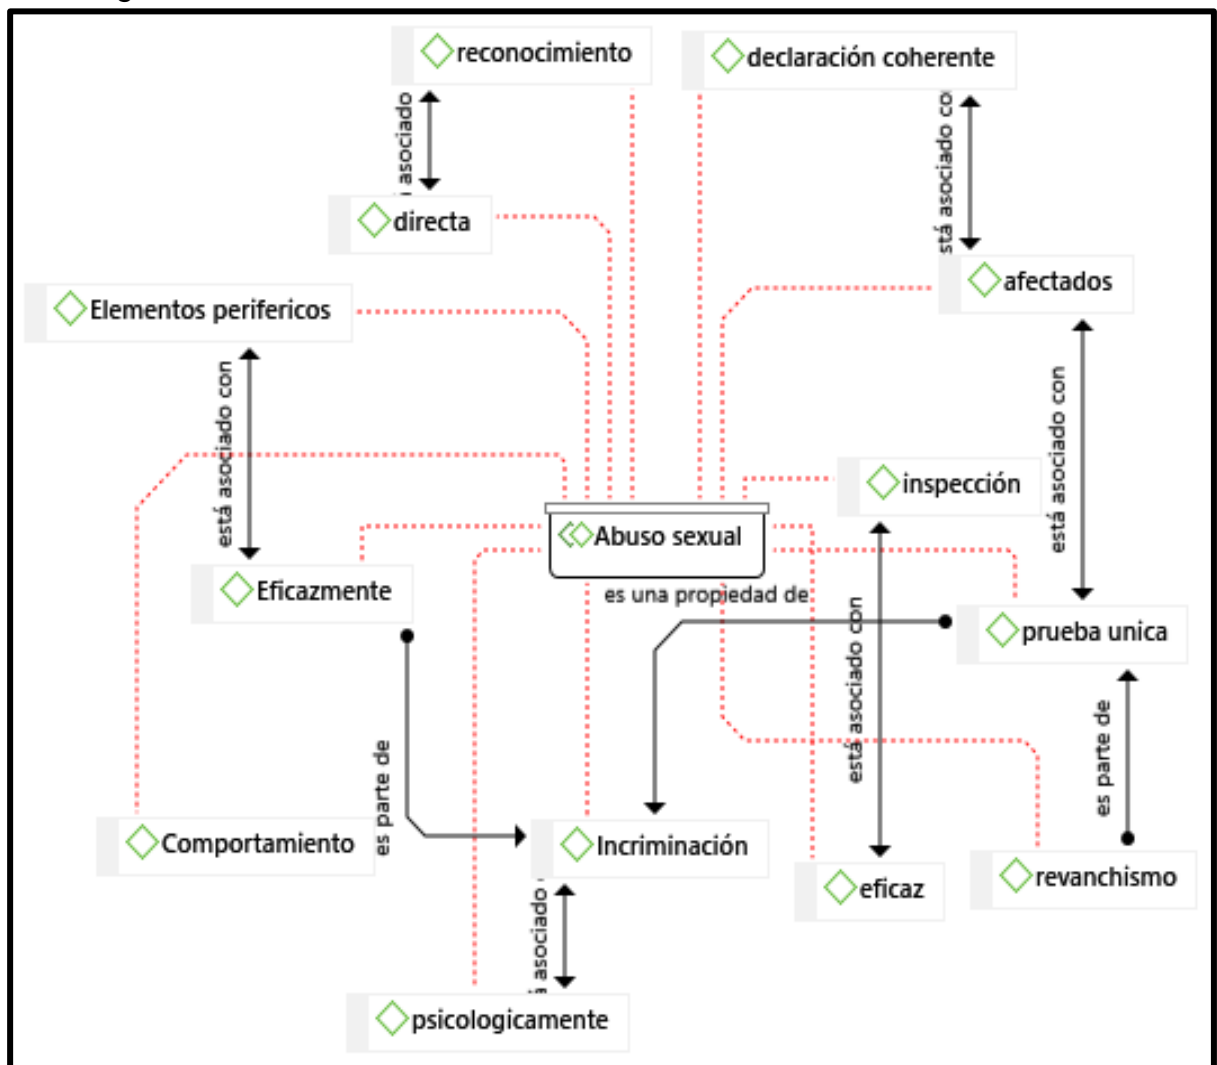 reconocimiento
declaración coherente
asociado
stá asociado co
directa
afectados
Elementos perifericos
está asociado con
está asociado con
inspección
Abuso sexual
Eficazmente
es una propiedad de
está asociado con
prueba unica
es parte de
es parte de
Comportamiento
Incriminación
eficaz
revanchismo
asociado
psicologicamente